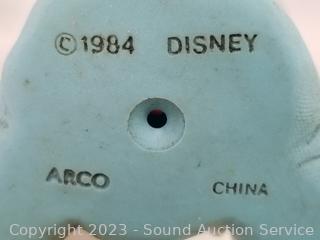 ©1984 DISNEY
ARCO CHINA
Copyright 2023 - Sound Auction Service